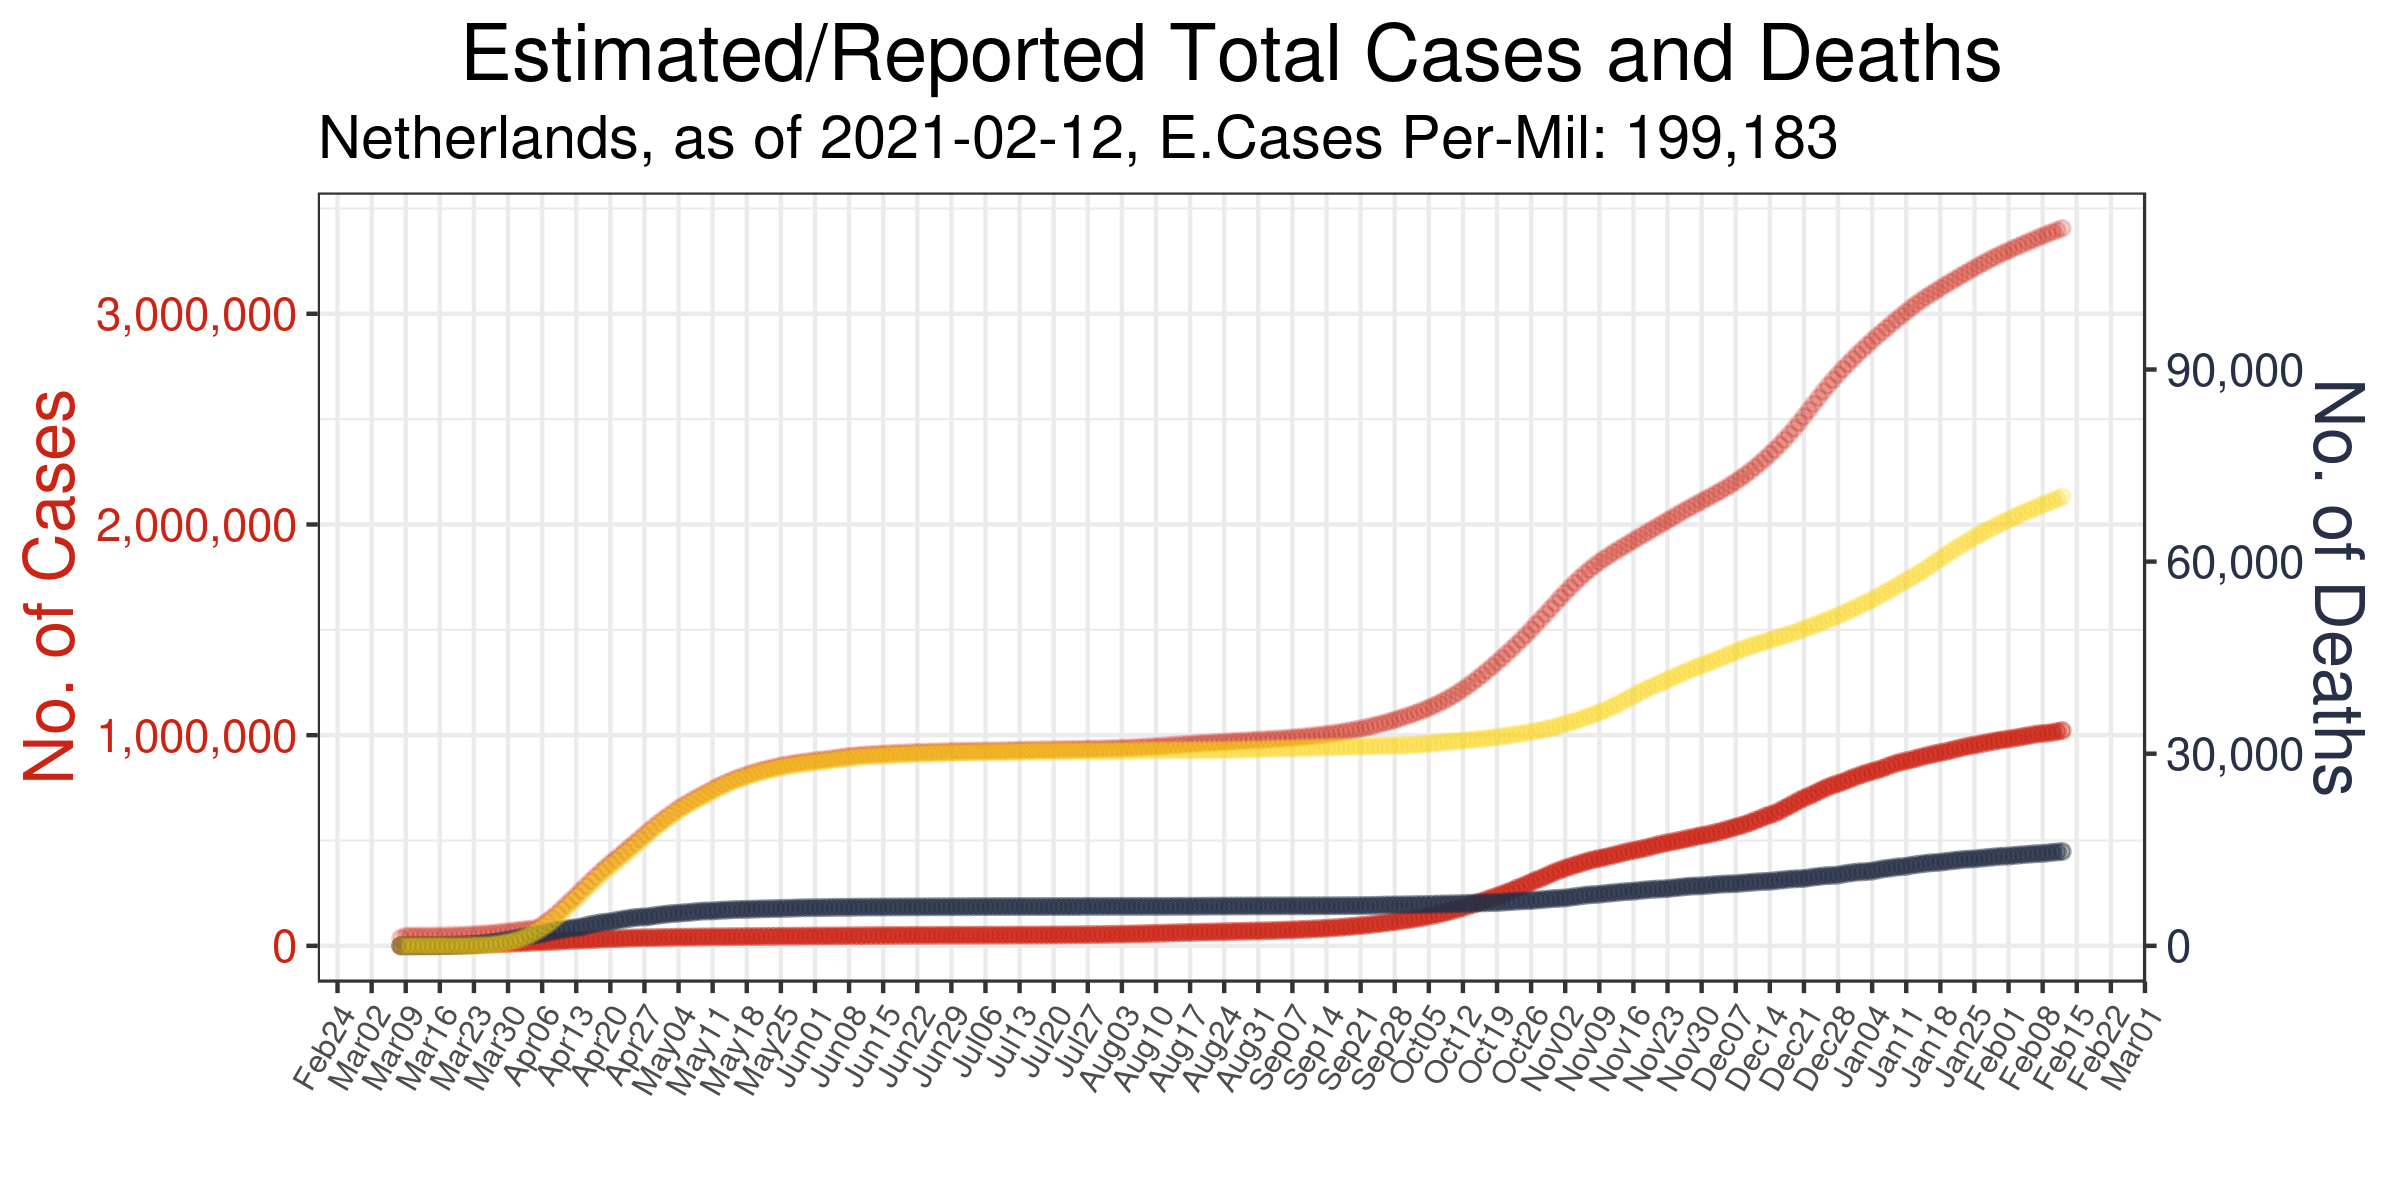 Estimated/Reported Total Cases and Deaths
Netherlands, as of 2021-02-12, E.Cases Per-Mil: 199,183
No. of Cases
3,000,000
2,000,000
1,000,000
0
90,000
60,000
30,000
0
No. of Deaths
Feb24
Mar02
Mar09
Mar16
Mar23
Mar30
Apr06
Apr13
Apr20
Apr27
May04
May11
May18
May25
Jun01
Jun08
Jun15
Jun22
Jun29
Jul06
Jul13
Jul20
Jul27
Aug03
Aug10
Aug17
Aug24
Aug31
Sep07
Sep14
Sep21
Sep28
Oct05
Oct12
Oct19
Oct26
Nov02
Nov09
Nov16
Nov23
Nov30
Dec07
Dec14
Dec21
Dec28
Jan04
Jan11
Jan18
Jan25
Feb01
Feb08
Feb15
Feb22
Mar01